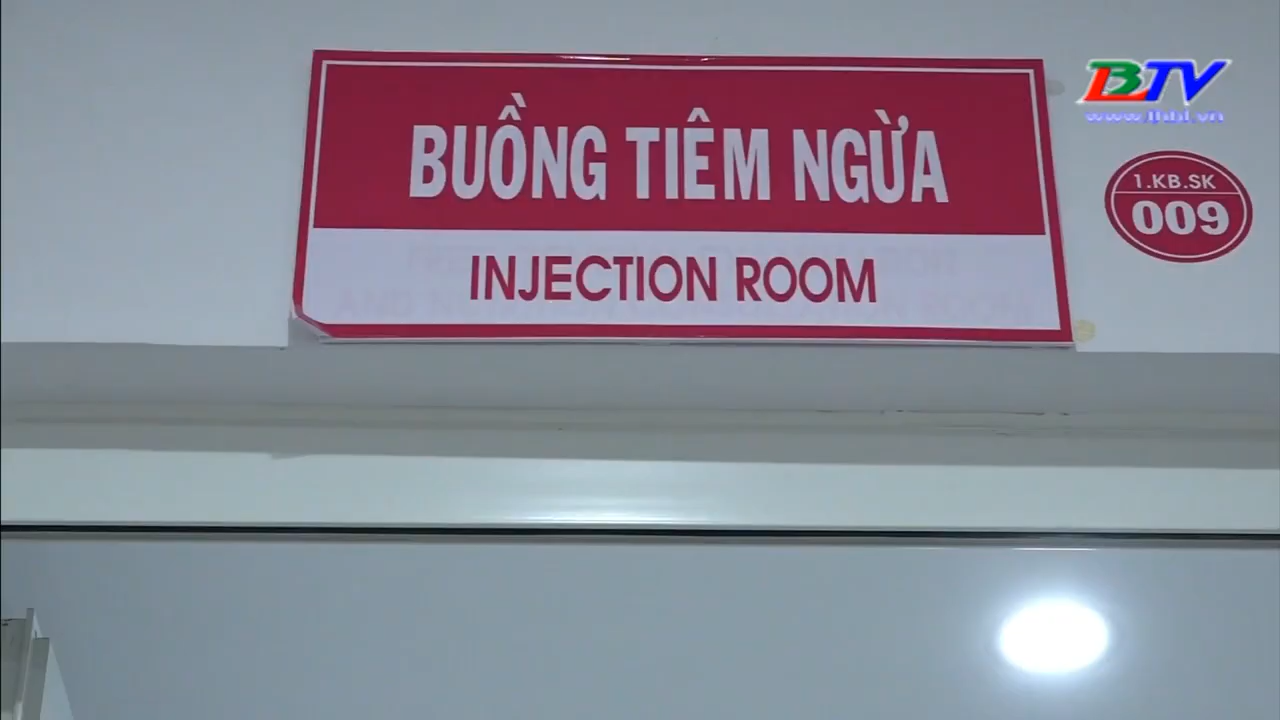 BUỒNG TIÊM NGỪA
INJECTION ROOM
BTV
1.KB.SK
009